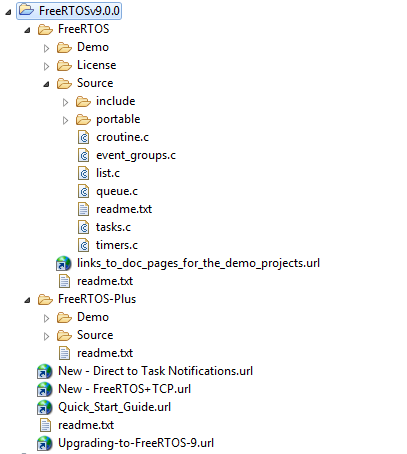 FreeRTOSv9.0.0
FreeRTOS
Demo
License
Source
include
portable
croutine.c
event_groups.c
list.c
queue.c
readme.txt
tasks.c
timers.c
links_to_doc_pages_for_the_demo_projects.url
readme.txt
FreeRTOS-Plus
Demo
Source
readme.txt
New - Direct to Task Notifications.url
New - FreeRTOS+TCP.url
Quick_Start_Guide.url
readme.txt
Upgrading-to-FreeRTOS-9.url